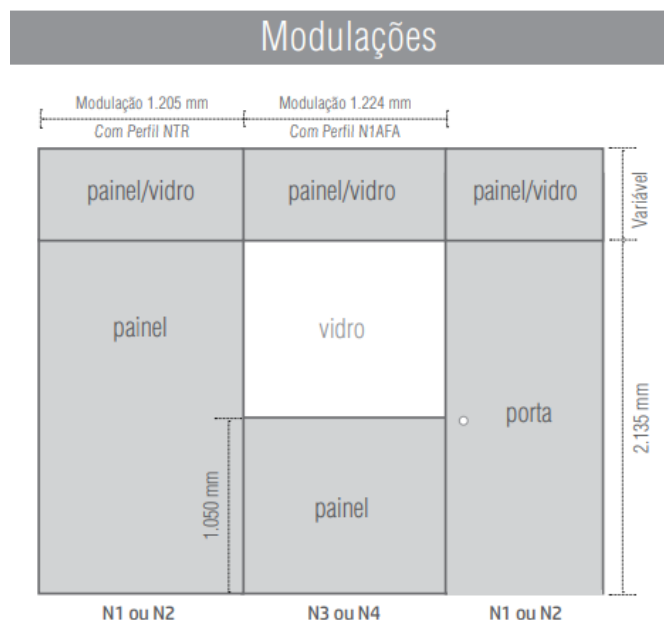 Modulações
Modulação 1.205 mm
Com Perfil NTR
Modulação 1.224 mm
Com Perfil N1AFA
painel/vidro
painel/vidro
painel/vidro
Variável
painel
vidro
porta
2.135 mm
1.050 mm
painel
N1 ou N2
N3 ou N4
N1 ou N2